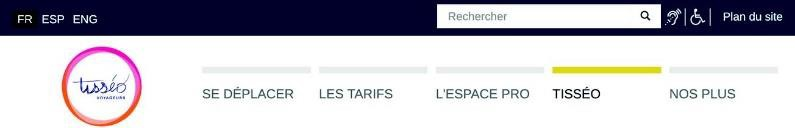 FR ESP ENG Rechercher Plan du site
tisséo
VOYAGEURS
SE DÉPLACER LES TARIFS L'ESPACE PRO TISSÉO NOS PLUS